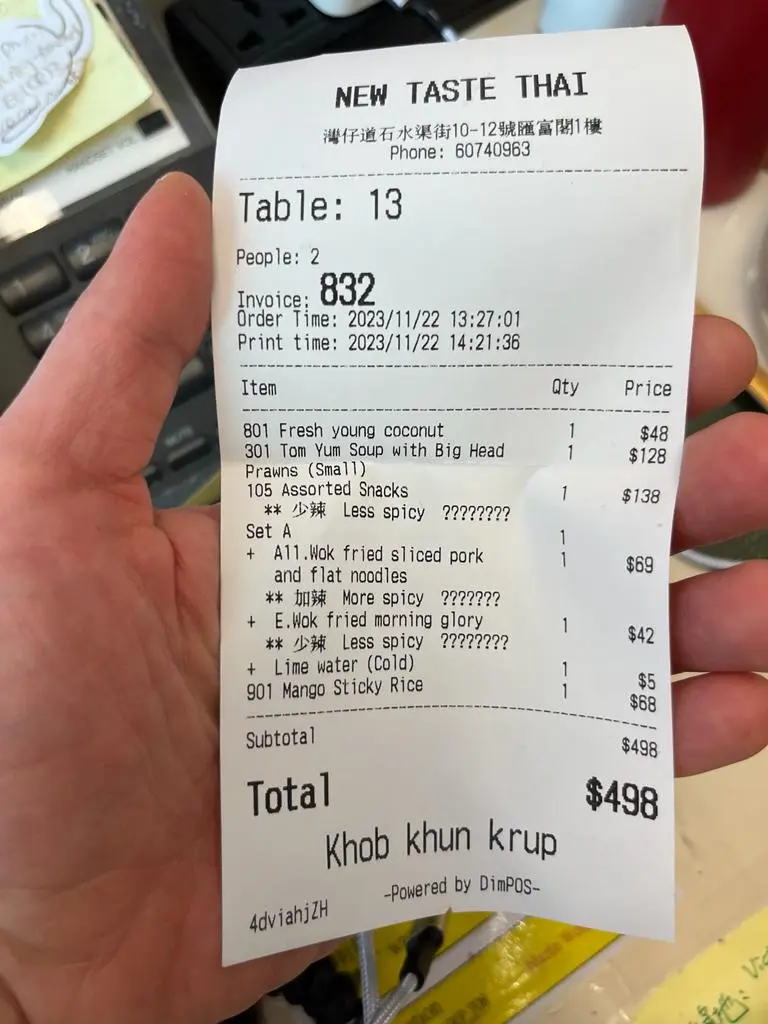 NEW TASTE THAI
灣仔道石水渠街10-12號匯富閣1樓
Phone: 60740963
Table: 13
People: 2
Invoice: 832
Order Time: 2023/11/22 13:27:01
Print time: 2023/11/22 14:21:36
Item Qty Price
801 Fresh young coconut 1 $48
301 Tom Yum Soup with Big Head 1 $128
Prawns (Small)
105 Assorted Snacks 1 $138
** 少辣 Less spicy ????????
Set A 1
+ A11.Wok fried sliced pork 1 $69
and flat noodles
** 加辣 More spicy ???????
+ E.Wok fried morning glory 1 $42
** 少辣 Less spicy ????????
+ Lime water (Cold) 1 $5
901 Mango Sticky Rice 1 $68
Subtotal $498
Total $498
Khob khun krup
-Powered by DimPOS-
4dviahjZH